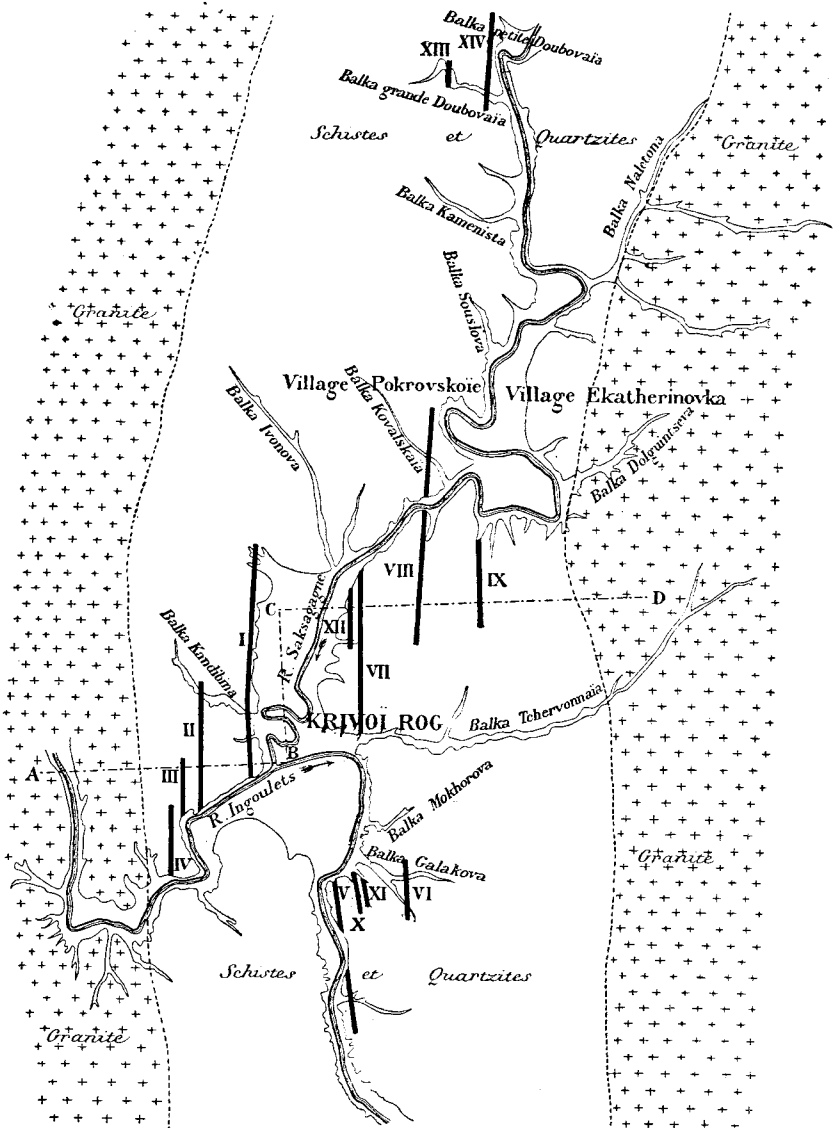 Balka petite Doubovaïa
XIII
XIV
Balka grande Doubovaïa
Schistes et Quartzites
Granite
Balka Naletona
Balka Kamenista
Balka Souslova
Granite
Village Pokrovskoïe
Village Ekatherinovka
Balka Ivonova
Balka Kovalskaïa
Balka Dolguintseva
VIII
IX
C
D
R. Saksagagne
XII
I
VII
Balka Kandibina
II
KRIVOÏ ROG
Balka Tchervonnaïa
B
A
III
R. Ingoulets
Balka Mokhorova
IV
Balka Galakova
Granite
V
XI
VI
X
Schistes et Quartzites
Granite